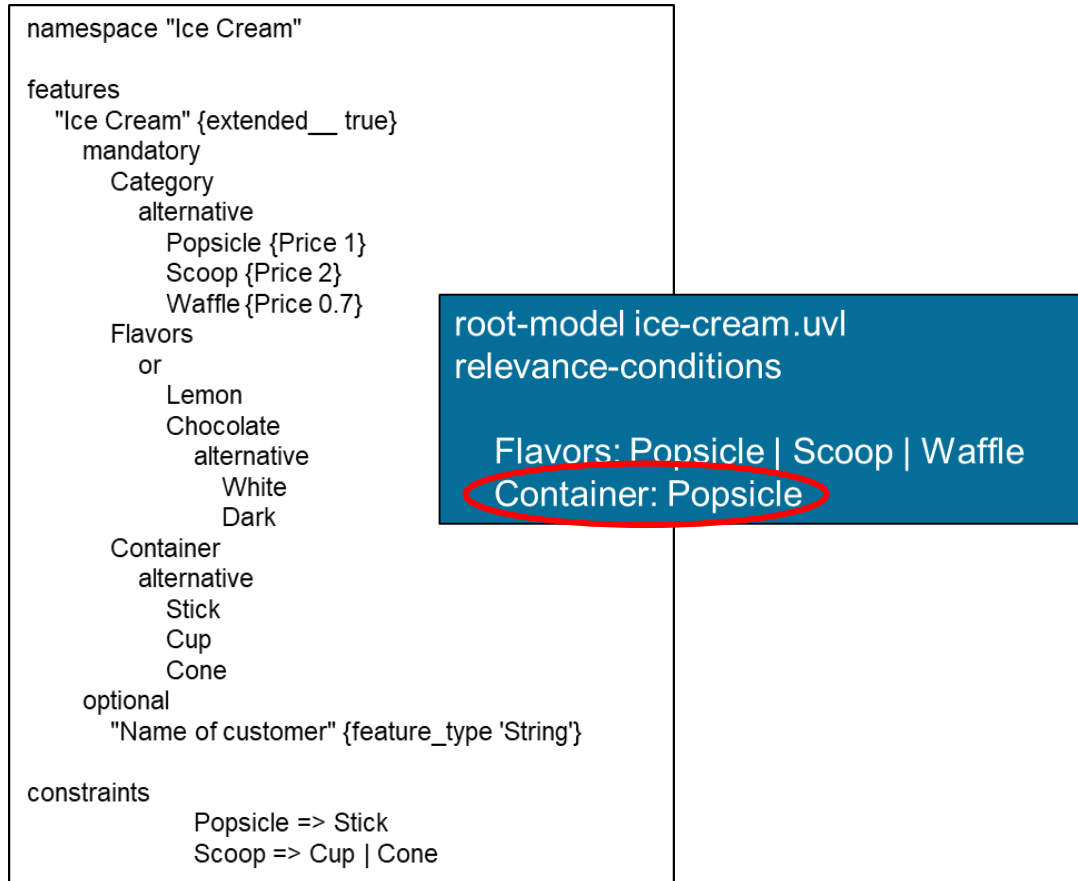 namespace "Ice Cream"
features
"Ice Cream" {extended__ true}
mandatory
Category
alternative
Popsicle {Price 1}
Scoop {Price 2}
Waffle {Price 0.7}
Flavors
or
Lemon
Chocolate
alternative
White
Dark
Container
alternative
Stick
Cup
Cone
optional
"Name of customer" {feature_type 'String'}
constraints
Popsicle => Stick
Scoop => Cup | Cone
root-model ice-cream.uvl
relevance-conditions
Flavors: Popsicle | Scoop | Waffle
Container: Popsicle